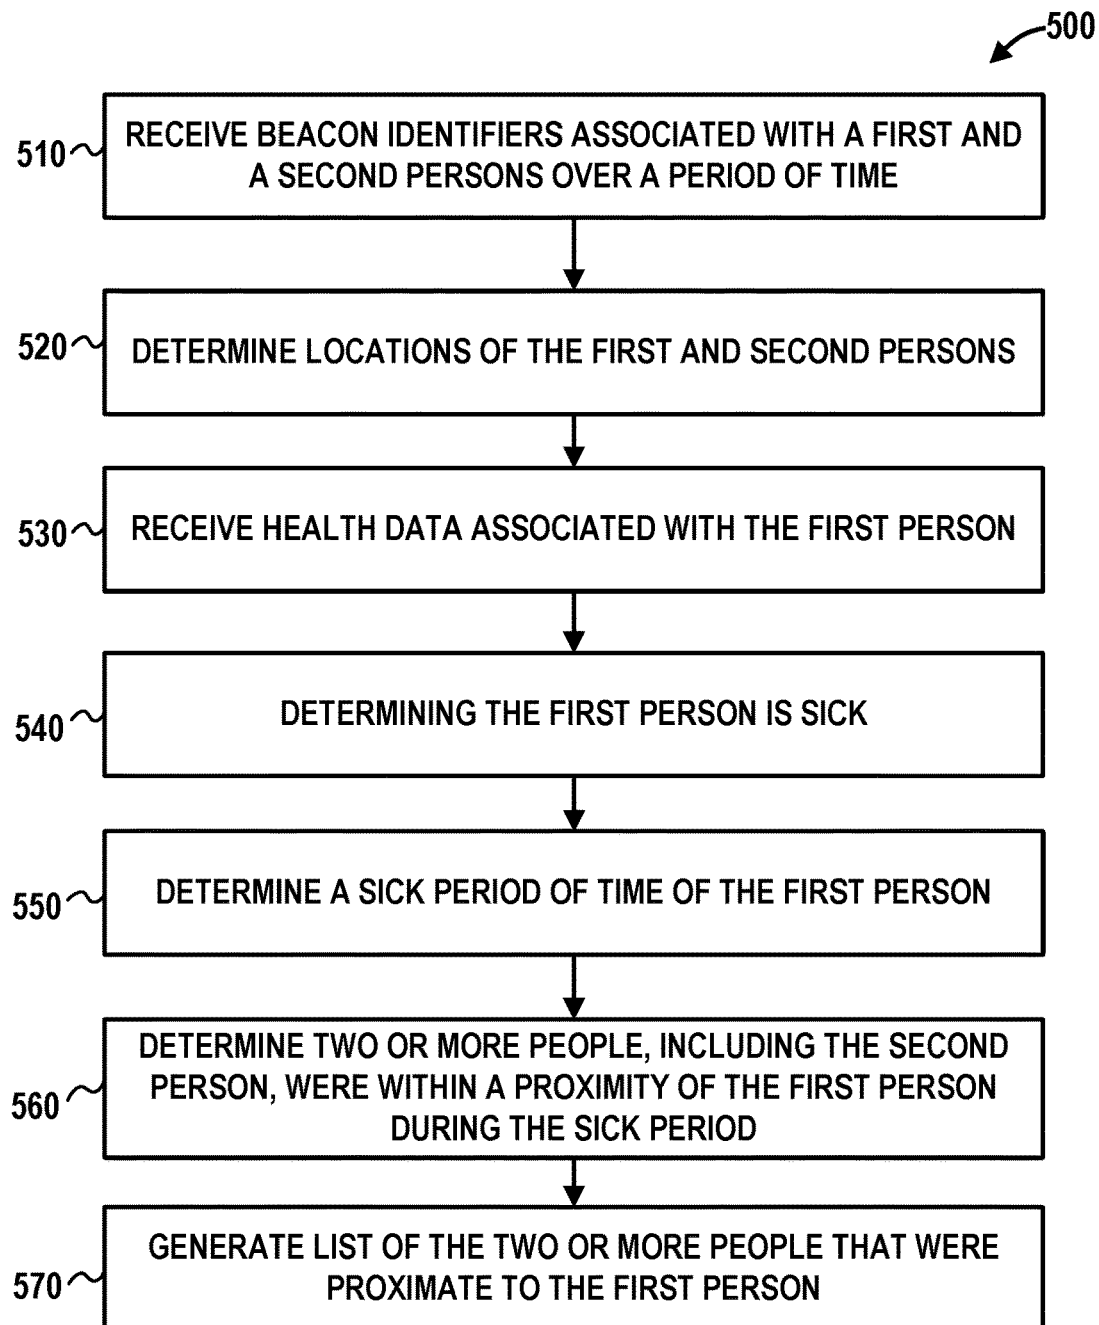 500
510
RECEIVE BEACON IDENTIFIERS ASSOCIATED WITH A FIRST AND
A SECOND PERSONS OVER A PERIOD OF TIME
520
DETERMINE LOCATIONS OF THE FIRST AND SECOND PERSONS
530
RECEIVE HEALTH DATA ASSOCIATED WITH THE FIRST PERSON
540
DETERMINING THE FIRST PERSON IS SICK
550
DETERMINE A SICK PERIOD OF TIME OF THE FIRST PERSON
560
DETERMINE TWO OR MORE PEOPLE, INCLUDING THE SECOND
PERSON, WERE WITHIN A PROXIMITY OF THE FIRST PERSON
DURING THE SICK PERIOD
570
GENERATE LIST OF THE TWO OR MORE PEOPLE THAT WERE
PROXIMATE TO THE FIRST PERSON